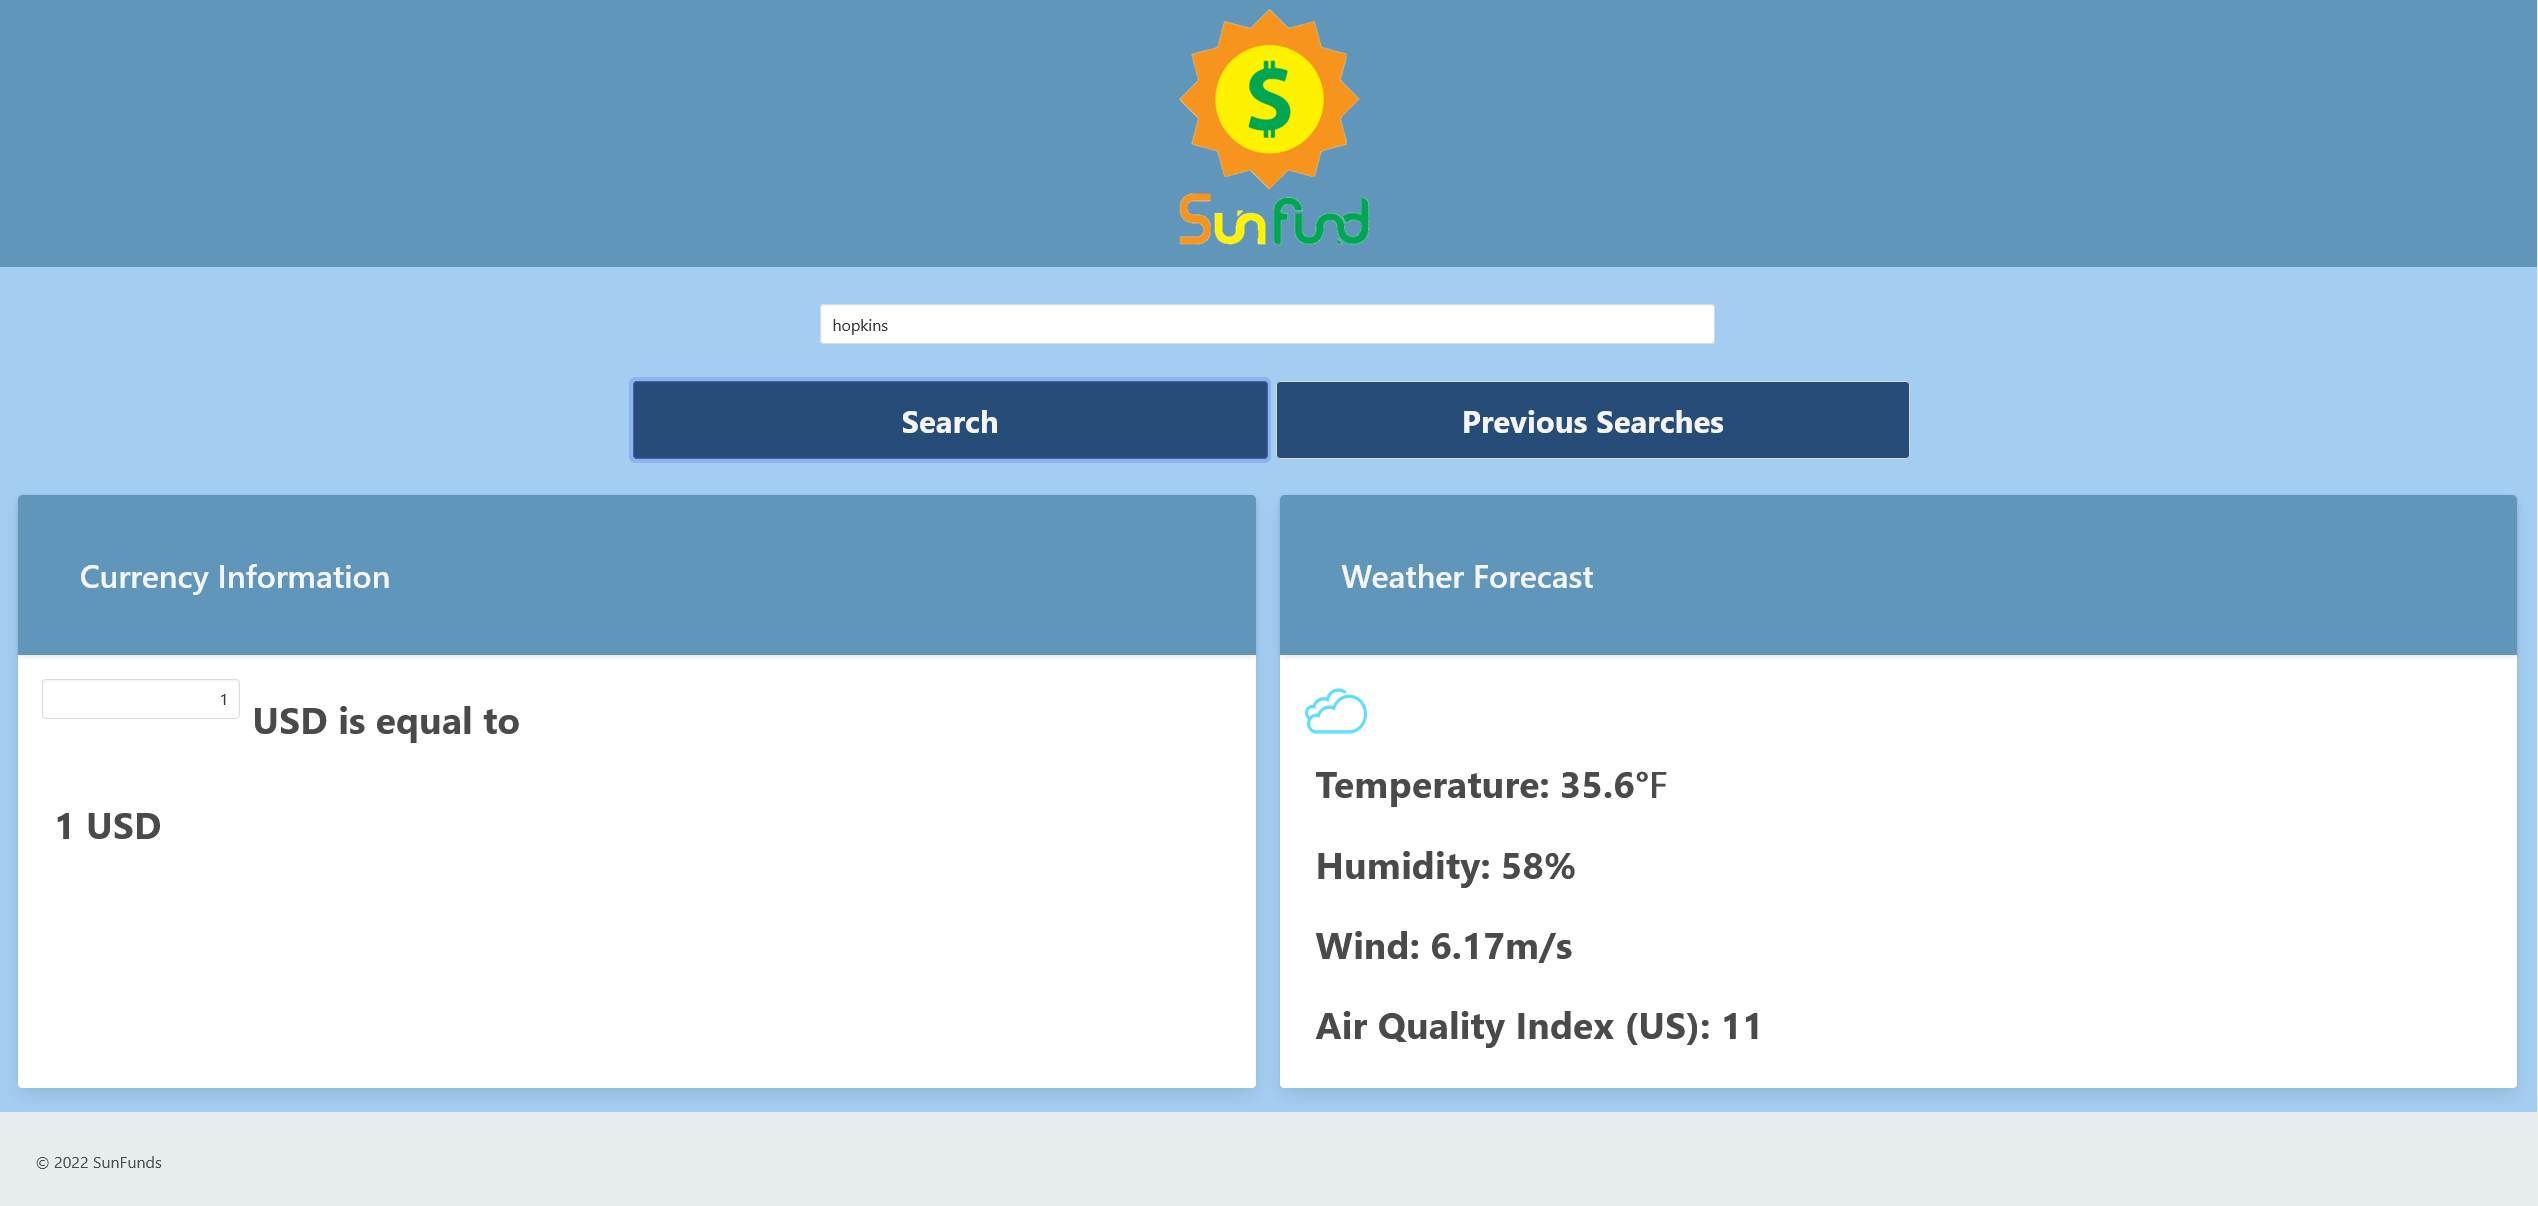 $
Sunfund
hopkins
Search
Previous Searches
Currency Information
1 USD is equal to
1 USD
Weather Forecast
Temperature: 35.6°F
Humidity: 58%
Wind: 6.17m/s
Air Quality Index (US): 11
© 2022 SunFunds